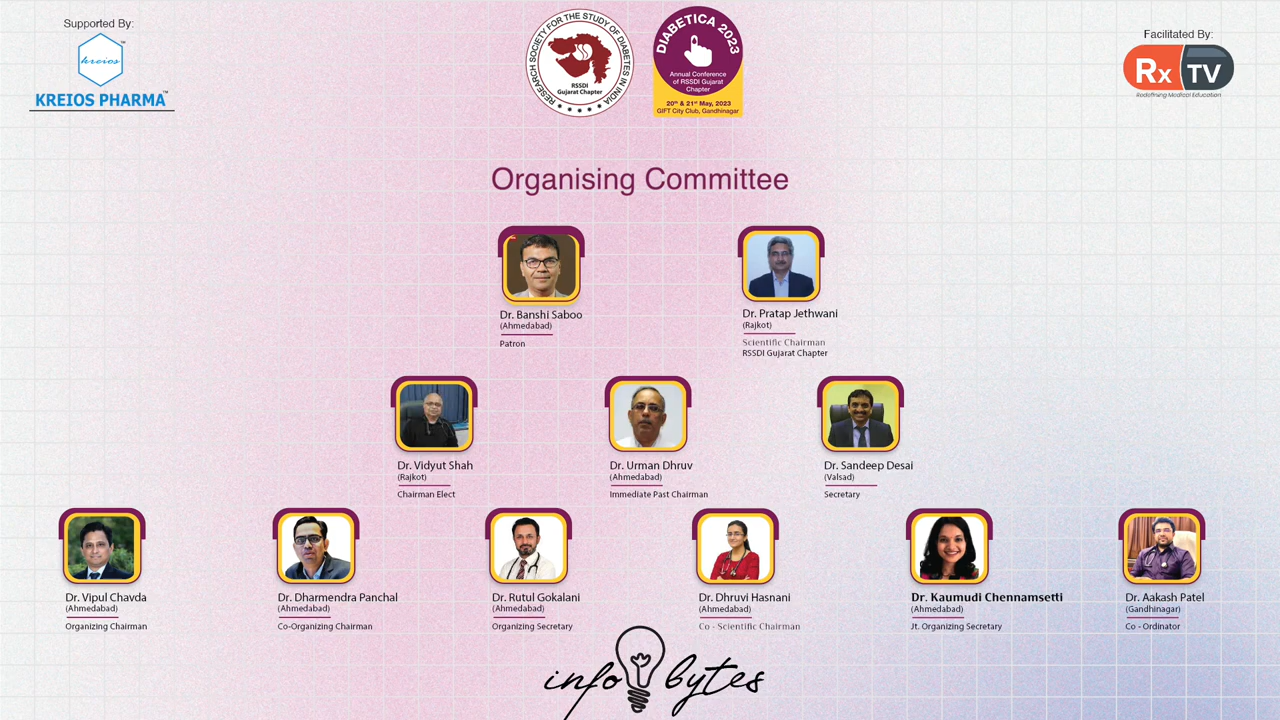 Supported By:
kreios™
KREIOS PHARMA™
RESEARCH SOCIETY FOR THE STUDY OF DIABETES IN INDIA
RSSDI
Gujarat Chapter
DIABETICA 2023
Annual Conference
of RSSDI Gujarat
Chapter
20th & 21st May, 2023
GIFT City Club, Gandhinagar
Facilitated By:
Rx TV
Redefining Medical Education
Organising Committee
Dr. Banshi Saboo
(Ahmedabad)
Patron
Dr. Pratap Jethwani
(Rajkot)
Scientific Chairman
RSSDI Gujarat Chapter
Dr. Vidyut Shah
(Rajkot)
Chairman Elect
Dr. Urman Dhruv
(Ahmedabad)
Immediate Past Chairman
Dr. Sandeep Desai
(Valsad)
Secretary
Dr. Vipul Chavda
(Ahmedabad)
Organizing Chairman
Dr. Dharmendra Panchal
(Ahmedabad)
Co-Organizing Chairman
Dr. Rutul Gokalani
(Ahmedabad)
Organizing Secretary
Dr. Dhruvi Hasnani
(Ahmedabad)
Co - Scientific Chairman
Dr. Kaumudi Chennamsetti
(Ahmedabad)
Jt. Organizing Secretary
Dr. Aakash Patel
(Gandhinagar)
Co - Ordinator
info bytes